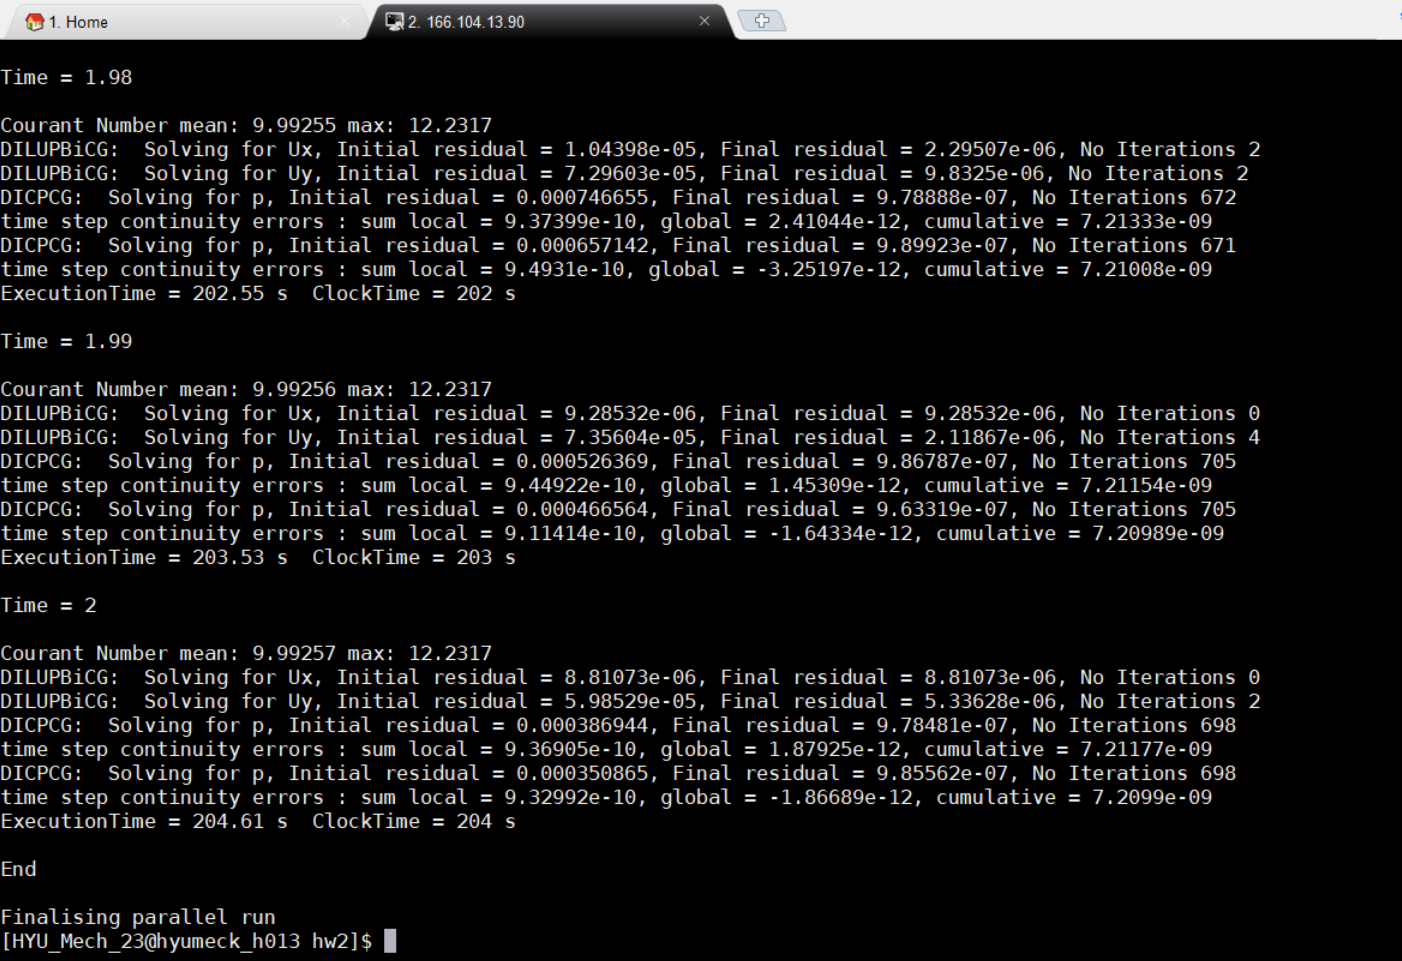 1. Home
2. 166.104.13.90
Time = 1.98
Courant Number mean: 9.99255 max: 12.2317
DILUPBiCG:  Solving for Ux, Initial residual = 1.04398e-05, Final residual = 2.29507e-06, No Iterations 2
DILUPBiCG:  Solving for Uy, Initial residual = 7.29603e-05, Final residual = 9.8325e-06, No Iterations 2
DICPCG:  Solving for p, Initial residual = 0.000746655, Final residual = 9.78888e-07, No Iterations 672
time step continuity errors : sum local = 9.37399e-10, global = 2.41044e-12, cumulative = 7.21333e-09
DICPCG:  Solving for p, Initial residual = 0.000657142, Final residual = 9.89923e-07, No Iterations 671
time step continuity errors : sum local = 9.4931e-10, global = -3.25197e-12, cumulative = 7.21008e-09
ExecutionTime = 202.55 s  ClockTime = 202 s
Time = 1.99
Courant Number mean: 9.99256 max: 12.2317
DILUPBiCG:  Solving for Ux, Initial residual = 9.28532e-06, Final residual = 9.28532e-06, No Iterations 0
DILUPBiCG:  Solving for Uy, Initial residual = 7.35604e-05, Final residual = 2.11867e-06, No Iterations 4
DICPCG:  Solving for p, Initial residual = 0.000526369, Final residual = 9.86787e-07, No Iterations 705
time step continuity errors : sum local = 9.44922e-10, global = 1.45309e-12, cumulative = 7.21154e-09
DICPCG:  Solving for p, Initial residual = 0.000466564, Final residual = 9.63319e-07, No Iterations 705
time step continuity errors : sum local = 9.11414e-10, global = -1.64334e-12, cumulative = 7.20989e-09
ExecutionTime = 203.53 s  ClockTime = 203 s
Time = 2
Courant Number mean: 9.99257 max: 12.2317
DILUPBiCG:  Solving for Ux, Initial residual = 8.81073e-06, Final residual = 8.81073e-06, No Iterations 0
DILUPBiCG:  Solving for Uy, Initial residual = 5.98529e-05, Final residual = 5.33628e-06, No Iterations 2
DICPCG:  Solving for p, Initial residual = 0.000386944, Final residual = 9.78481e-07, No Iterations 698
time step continuity errors : sum local = 9.36905e-10, global = 1.87925e-12, cumulative = 7.21177e-09
DICPCG:  Solving for p, Initial residual = 0.000350865, Final residual = 9.85562e-07, No Iterations 698
time step continuity errors : sum local = 9.32992e-10, global = -1.86689e-12, cumulative = 7.2099e-09
ExecutionTime = 204.61 s  ClockTime = 204 s
End
Finalising parallel run
[HYU_Mech_23@hyumeck_h013 hw2]$